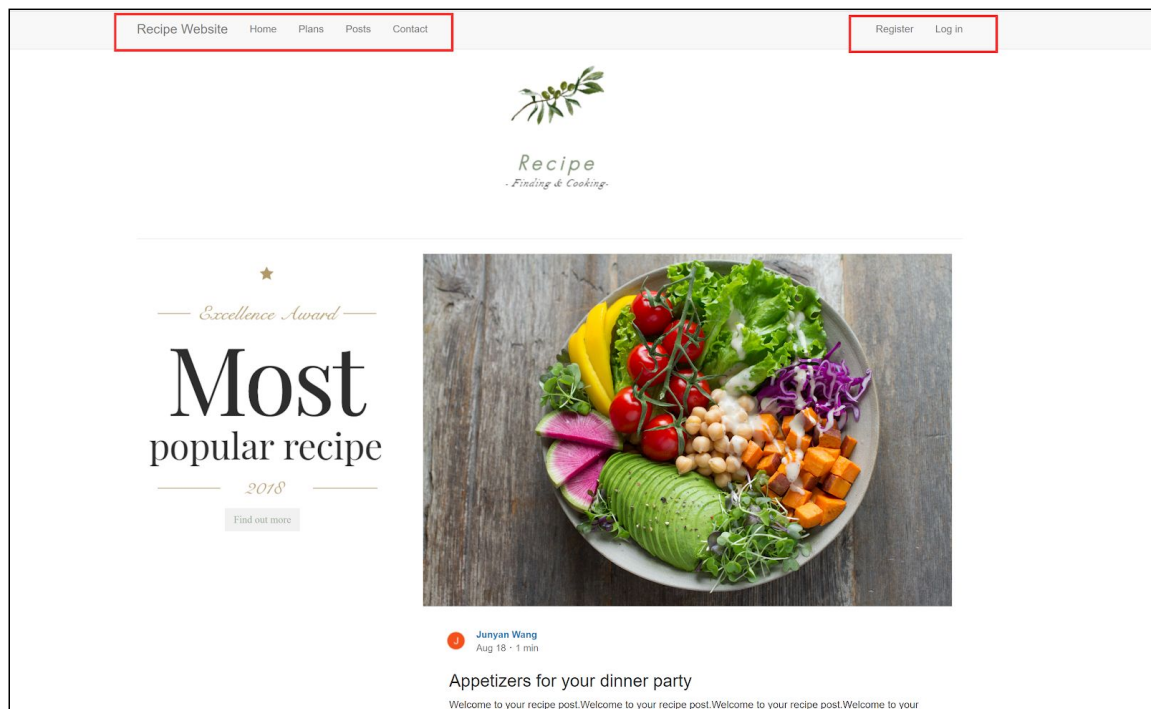 Recipe Website Home Plans Posts Contact Register Log in
Recipe
- Finding & Cooking-
Excellence Award
Most
popular recipe
2018
Find out more
J
Junyan Wang
Aug 18 · 1 min
Appetizers for your dinner party
Welcome to your recipe post.Welcome to your recipe post.Welcome to your recipe post.Welcome to your